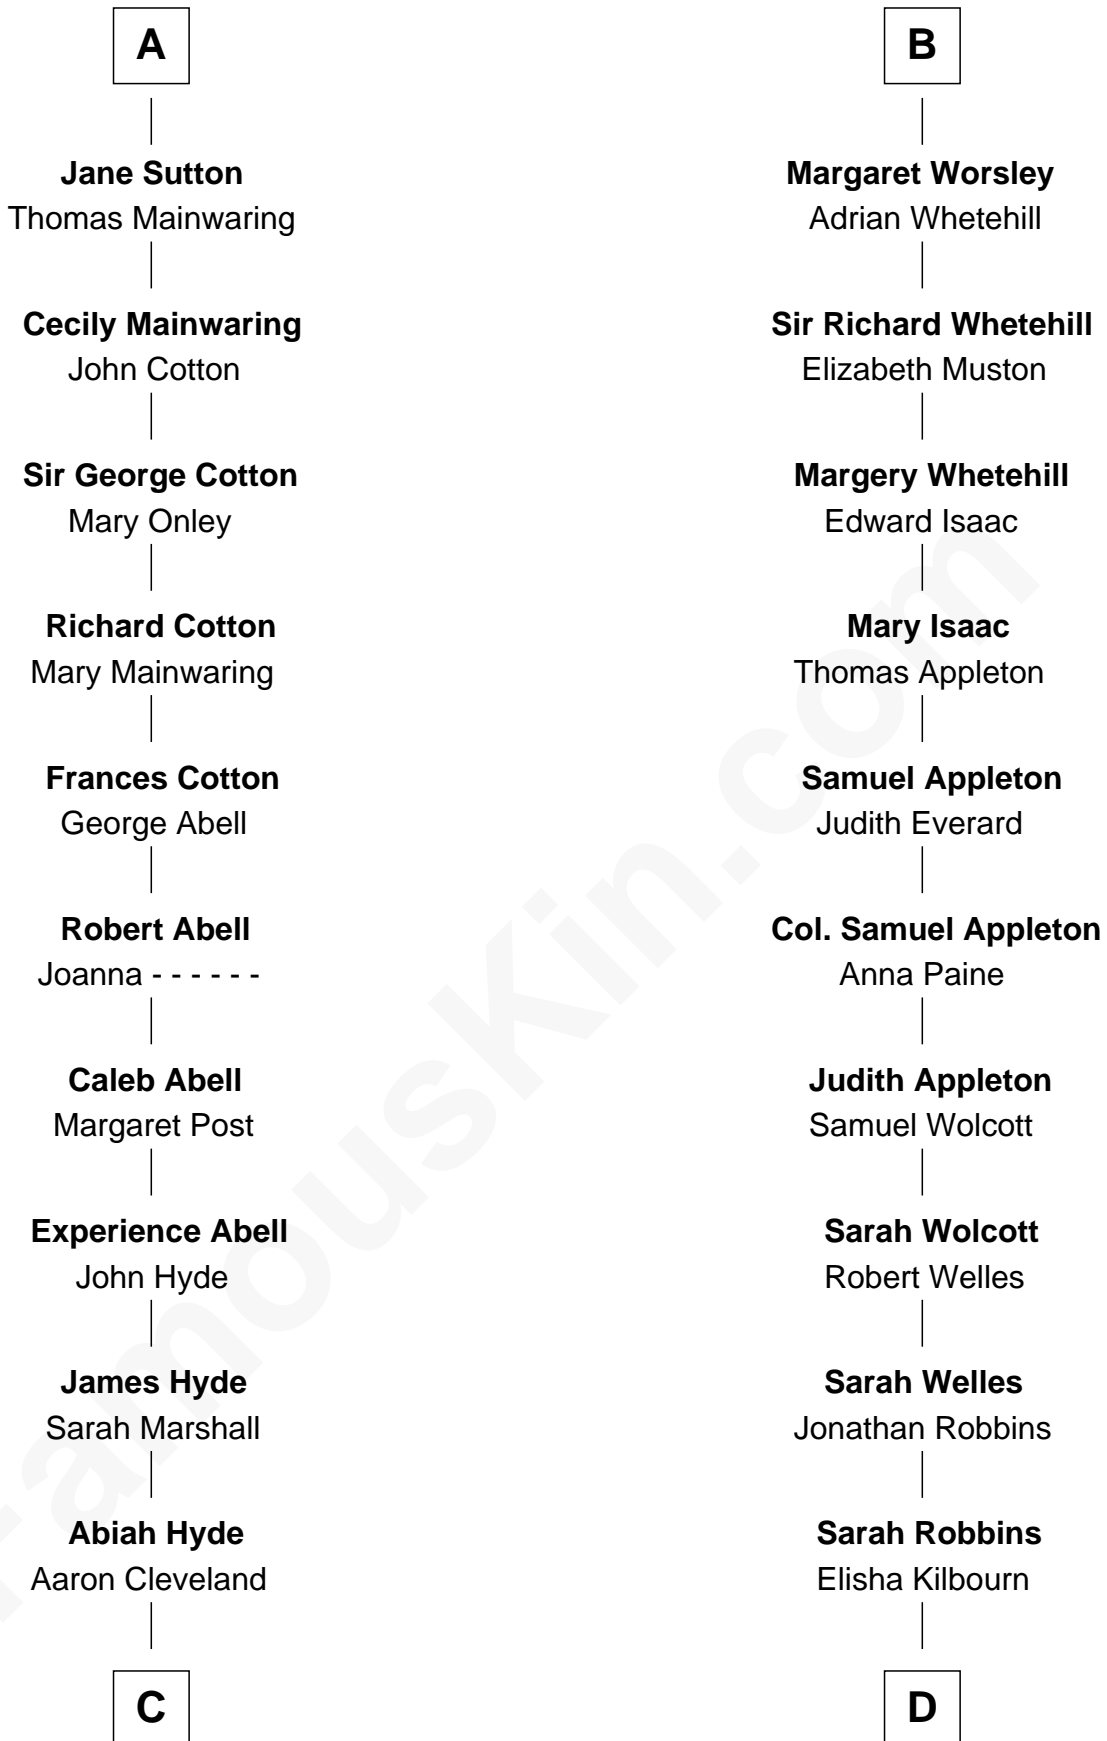 A
Jane Sutton
Thomas Mainwaring
Cecily Mainwaring
John Cotton
Sir George Cotton
Mary Onley
Richard Cotton
Mary Mainwaring
Frances Cotton
George Abell
Robert Abell
Joanna - - - - - -
Caleb Abell
Margaret Post
Experience Abell
John Hyde
James Hyde
Sarah Marshall
Abiah Hyde
Aaron Cleveland
C
B
Margaret Worsley
Adrian Whetehill
Sir Richard Whetehill
Elizabeth Muston
Margery Whetehill
Edward Isaac
Mary Isaac
Thomas Appleton
Samuel Appleton
Judith Everard
Col. Samuel Appleton
Anna Paine
Judith Appleton
Samuel Wolcott
Sarah Wolcott
Robert Welles
Sarah Welles
Jonathan Robbins
Sarah Robbins
Elisha Kilbourn
D
FamousKin.com